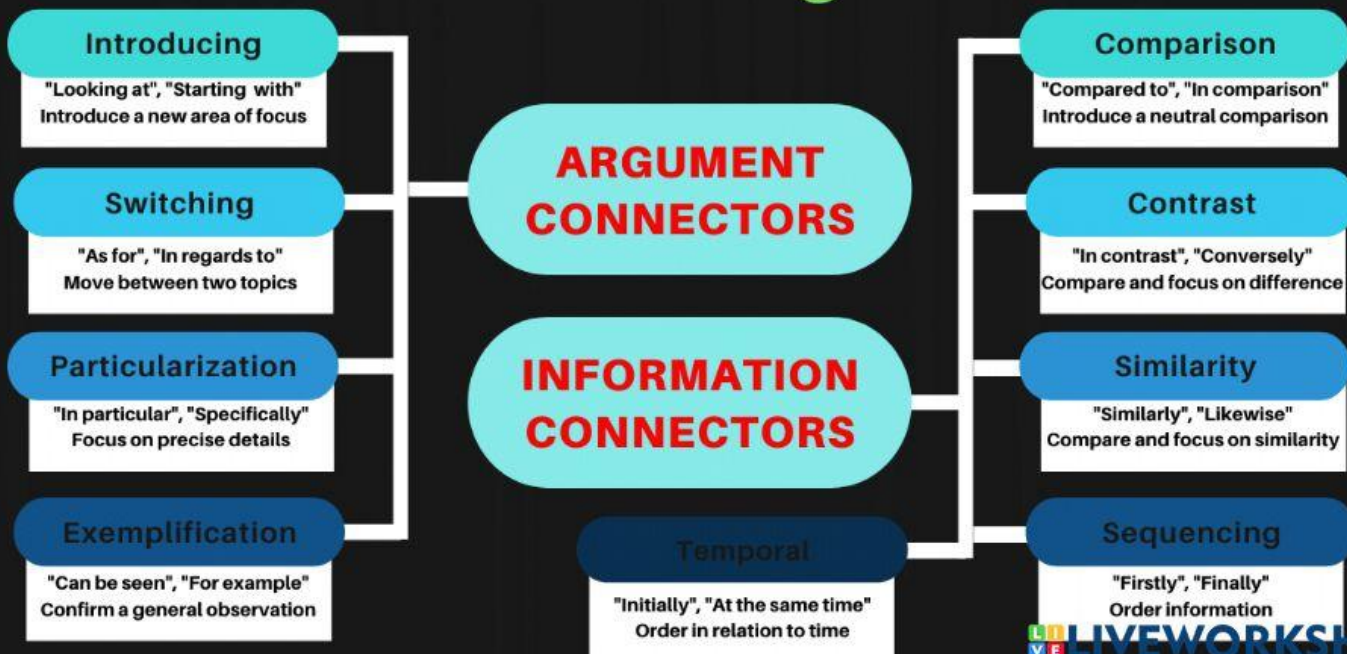 Introducing
"Looking at", "Starting with"
Introduce a new area of focus
Switching
"As for", "In regards to"
Move between two topics
Particularization
"In particular", "Specifically"
Focus on precise details
Exemplification
"Can be seen", "For example"
Confirm a general observation
ARGUMENT
CONNECTORS
INFORMATION
CONNECTORS
Temporal
"Initially", "At the same time"
Order in relation to time
Comparison
"Compared to", "In comparison"
Introduce a neutral comparison
Contrast
"In contrast", "Conversely"
Compare and focus on difference
Similarity
"Similarly", "Likewise"
Compare and focus on similarity
Sequencing
"Firstly", "Finally"
Order information
LIVE LIVEWORKSH